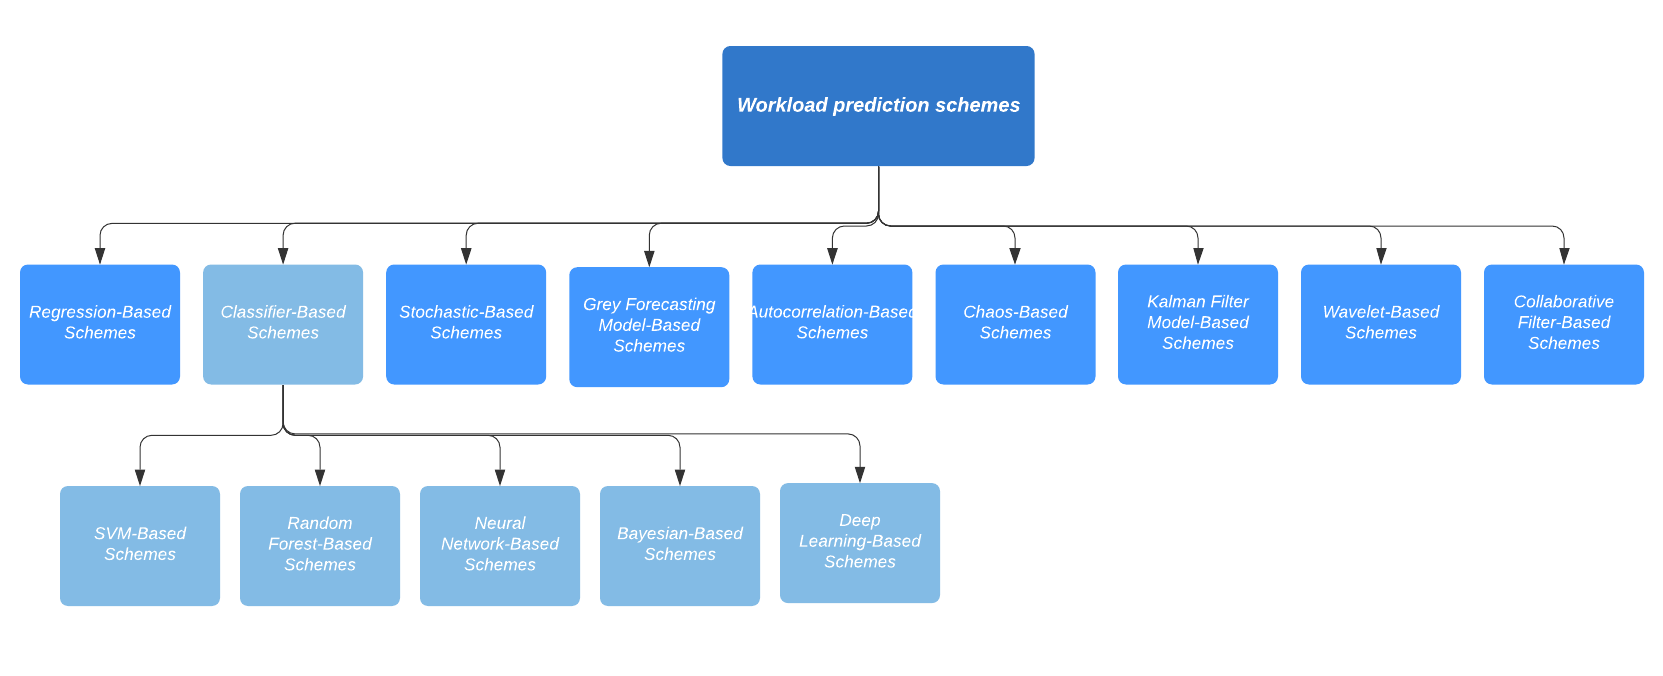 Workload prediction schemes
Regression-Based
Schemes
Classifier-Based
Schemes
Stochastic-Based
Schemes
Grey Forecasting
Model-Based
Schemes
Autocorrelation-Based
Schemes
Chaos-Based
Schemes
Kalman Filter
Model-Based
Schemes
Wavelet-Based
Schemes
Collaborative
Filter-Based
Schemes
SVM-Based
Schemes
Random
Forest-Based
Schemes
Neural
Network-Based
Schemes
Bayesian-Based
Schemes
Deep
Learning-Based
Schemes